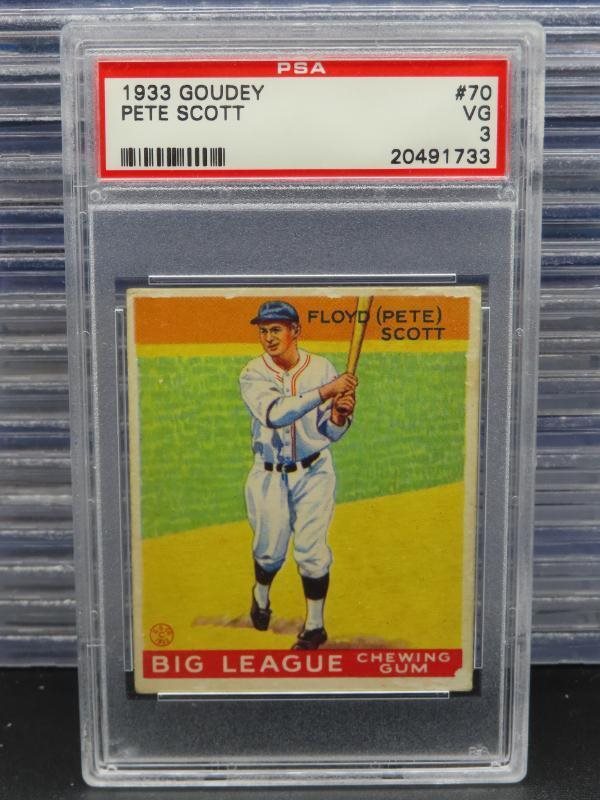 PSA
1933 GOUDEY #70
PETE SCOTT VG
3
20491733
FLOYD (PETE)
SCOTT
BIG LEAGUE CHEWING
GUM